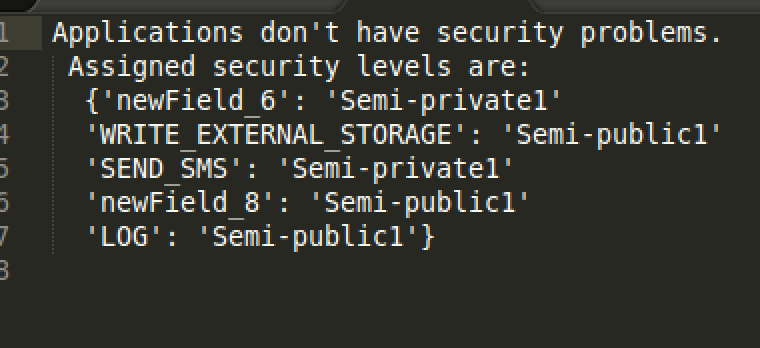 1 Applications don't have security problems.
2 Assigned security levels are:
3 {'newField_6': 'Semi-private1'
4 'WRITE_EXTERNAL_STORAGE': 'Semi-public1'
5 'SEND_SMS': 'Semi-private1'
6 'newField_8': 'Semi-public1'
7 'LOG': 'Semi-public1'}
8